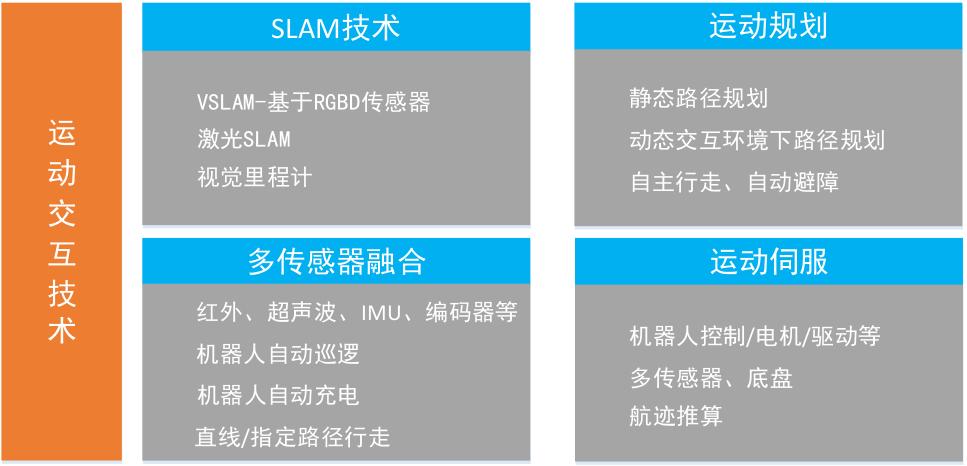 运动交互技术
SLAM技术
VSLAM-基于RGBD传感器
激光SLAM
视觉里程计
运动规划
静态路径规划
动态交互环境下路径规划
自主行走、自动避障
多传感器融合
红外、超声波、IMU、编码器等
机器人自动巡逻
机器人自动充电
直线/指定路径行走
运动伺服
机器人控制/电机/驱动等
多传感器、底盘
航迹推算